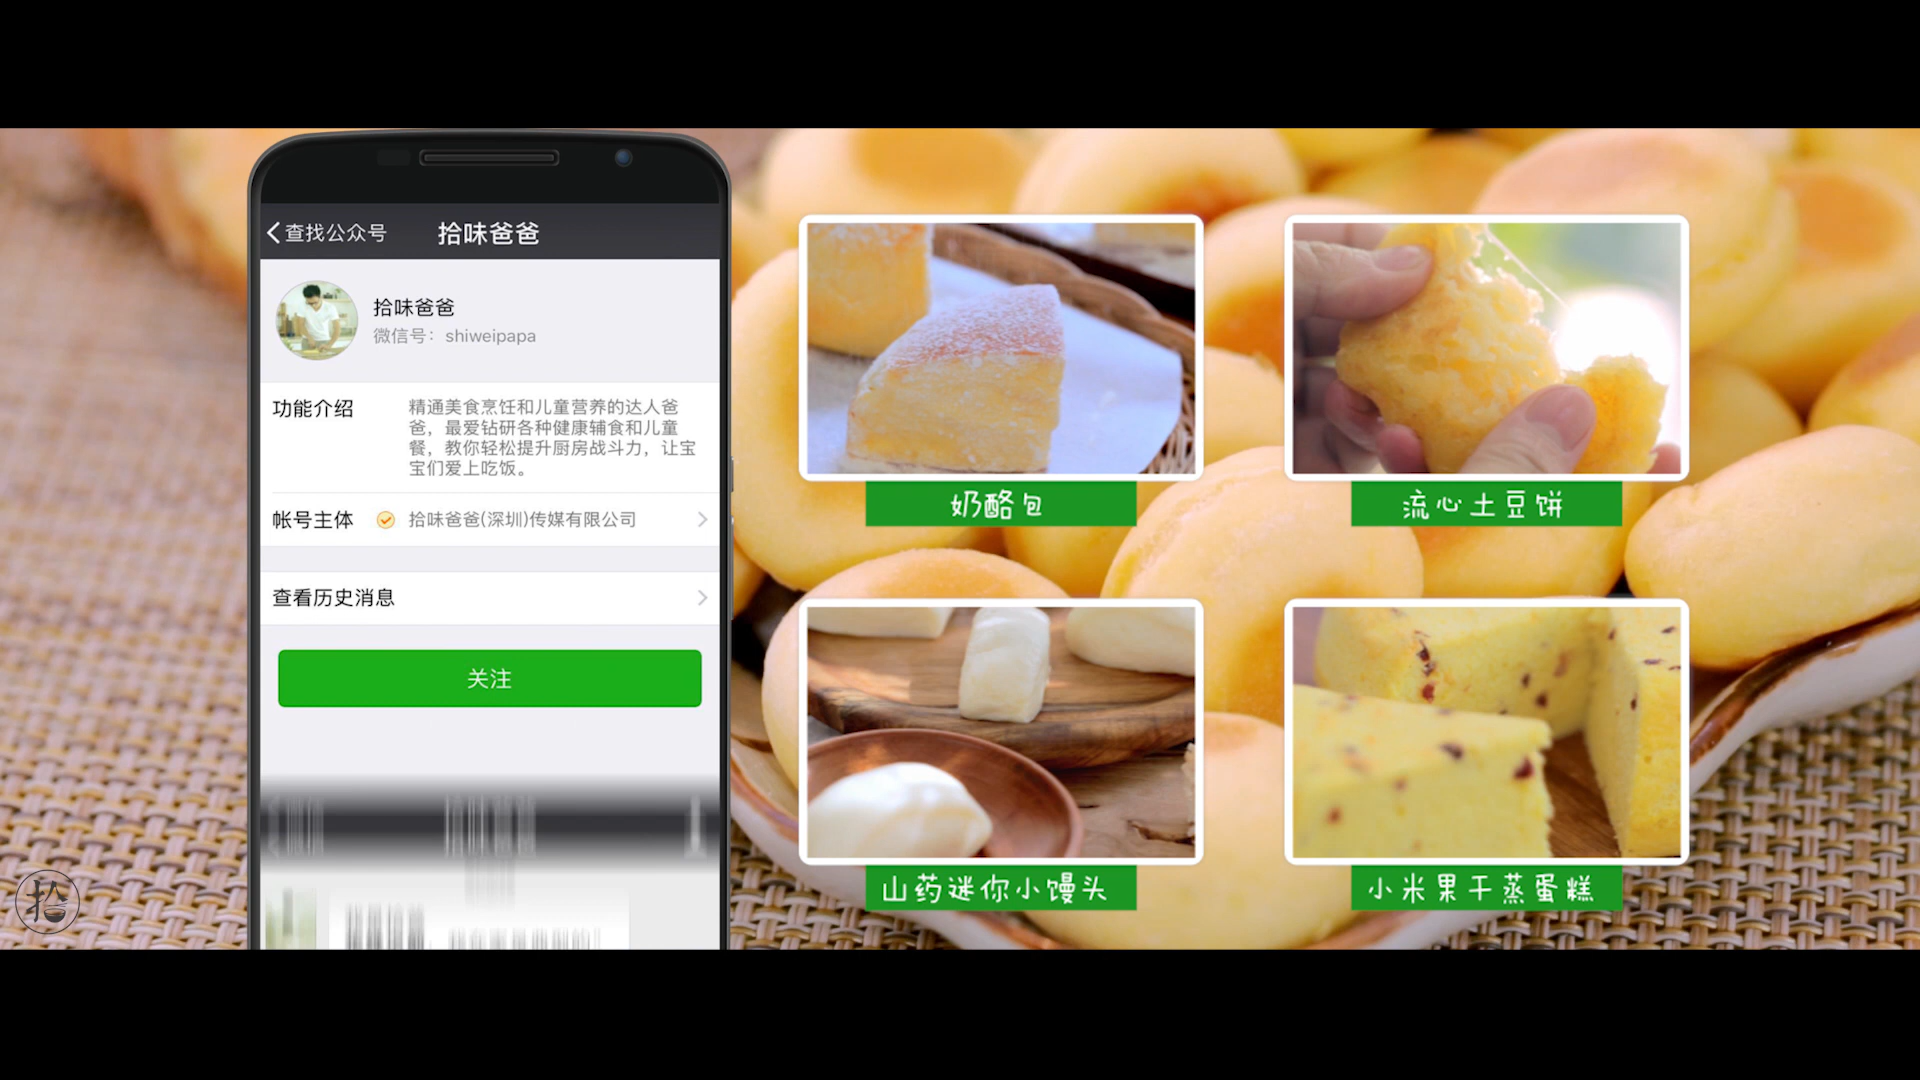 查找公众号
拾味爸爸
拾味爸爸
微信号：shiweipapa
功能介绍
精通美食烹饪和儿童营养的达人爸
爸，最爱钻研各种健康辅食和儿童
餐，教你轻松提升厨房战斗力，让宝
宝们爱上吃饭。
帐号主体
拾味爸爸(深圳)传媒有限公司
查看历史消息
关注
奶酪包
流心土豆饼
山药迷你小馒头
小米果干蒸蛋糕
拾